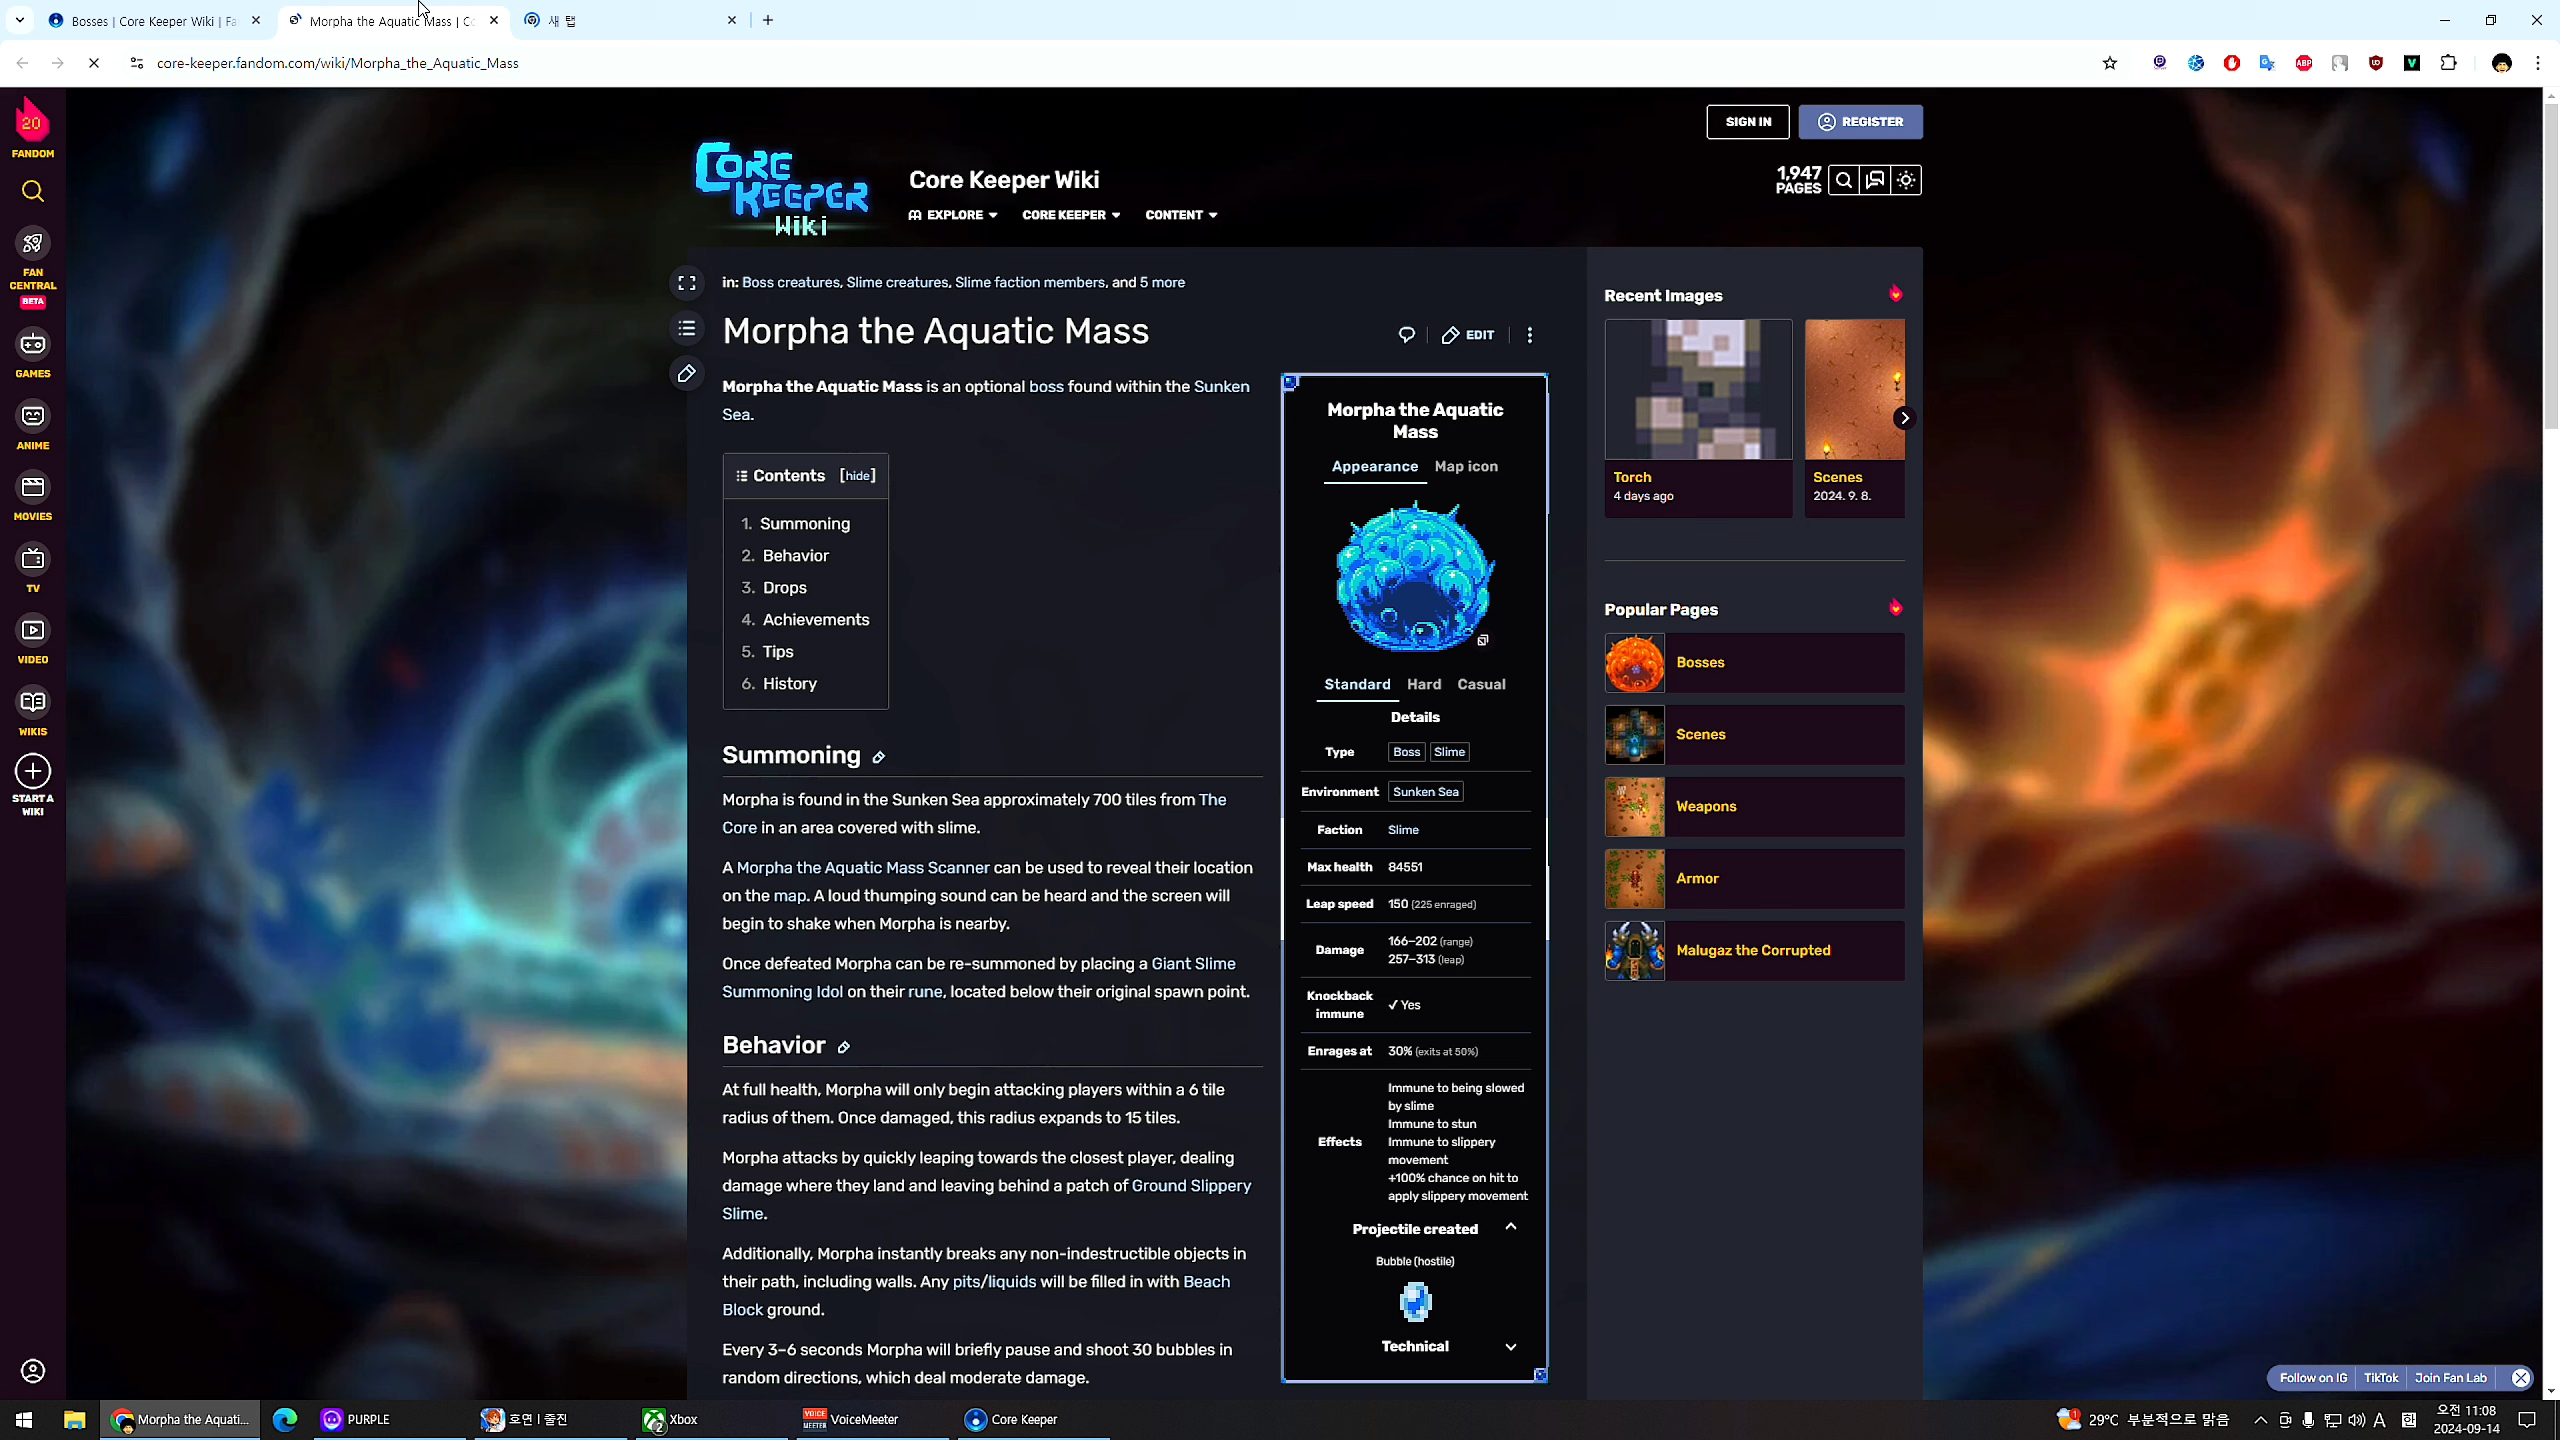 Bosses | Core Keeper Wiki | Fa
Morpha the Aquatic Mass | Co
새 탭
core-keeper.fandom.com/wiki/Morpha_the_Aquatic_Mass
20
FANDOM
FAN CENTRAL
BETA
GAMES
ANIME
MOVIES
TV
VIDEO
WIKIS
START A WIKI
SIGN IN
REGISTER
CORE KEEPER Wiki
Core Keeper Wiki
1,947 PAGES
EXPLORE
CORE KEEPER
CONTENT
in: Boss creatures, Slime creatures, Slime faction members, and 5 more
Morpha the Aquatic Mass
EDIT
Morpha the Aquatic Mass is an optional boss found within the Sunken
Sea.
Contents [hide]
1. Summoning
2. Behavior
3. Drops
4. Achievements
5. Tips
6. History
Summoning
Morpha is found in the Sunken Sea approximately 700 tiles from The
Core in an area covered with slime.
A Morpha the Aquatic Mass Scanner can be used to reveal their location
on the map. A loud thumping sound can be heard and the screen will
begin to shake when Morpha is nearby.
Once defeated Morpha can be re-summoned by placing a Giant Slime
Summoning Idol on their rune, located below their original spawn point.
Behavior
At full health, Morpha will only begin attacking players within a 6 tile
radius of them. Once damaged, this radius expands to 15 tiles.
Morpha attacks by quickly leaping towards the closest player, dealing
damage where they land and leaving behind a patch of Ground Slippery
Slime.
Additionally, Morpha instantly breaks any non-indestructible objects in
their path, including walls. Any pits/liquids will be filled in with Beach
Block ground.
Every 3–6 seconds Morpha will briefly pause and shoot 30 bubbles in
random directions, which deal moderate damage.
Morpha the Aquatic
Mass
Appearance Map icon
Standard Hard Casual
Details
Type Boss Slime
Environment Sunken Sea
Faction Slime
Max health 84551
Leap speed 150 (225 enraged)
Damage 166–202 (range)
257–313 (leap)
Knockback immune ✓ Yes
Enrages at 30% (exits at 50%)
Effects
Immune to being slowed
by slime
Immune to stun
Immune to slippery
movement
+100% chance on hit to
apply slippery movement
Projectile created
Bubble (hostile)
Technical
Recent Images
Torch
4 days ago
Scenes
2024. 9. 8.
Popular Pages
Bosses
Scenes
Weapons
Armor
Malugaz the Corrupted
Follow on IG TikTok Join Fan Lab
Morpha the Aquati...
PURPLE
호연 | 출진
2
Xbox
VOICE MEETER
VoiceMeeter
Core Keeper
1
29°C 부분적으로 맑음
A
한
오전 11:08
2024-09-14